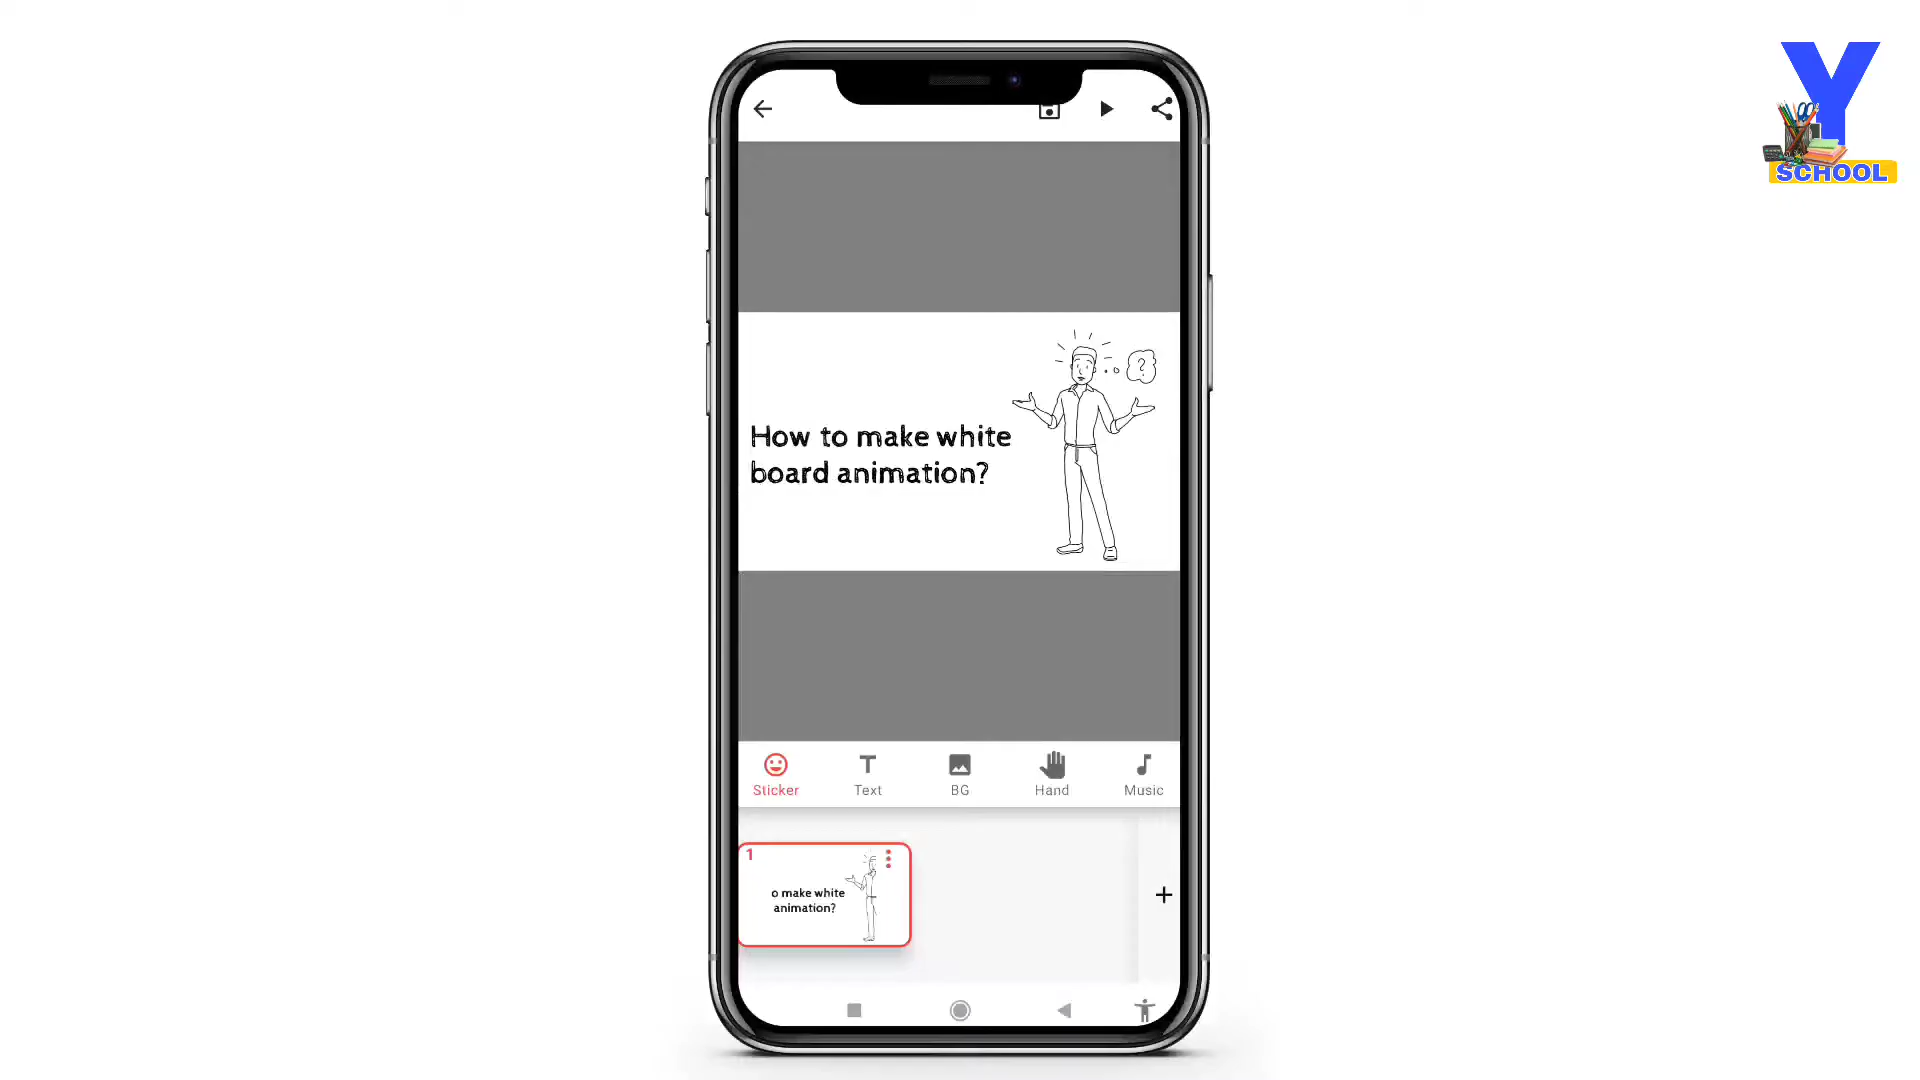 Y
SCHOOL
How to make white
board animation?
?
Sticker
Text
BG
Hand
Music
1
o make white
animation?